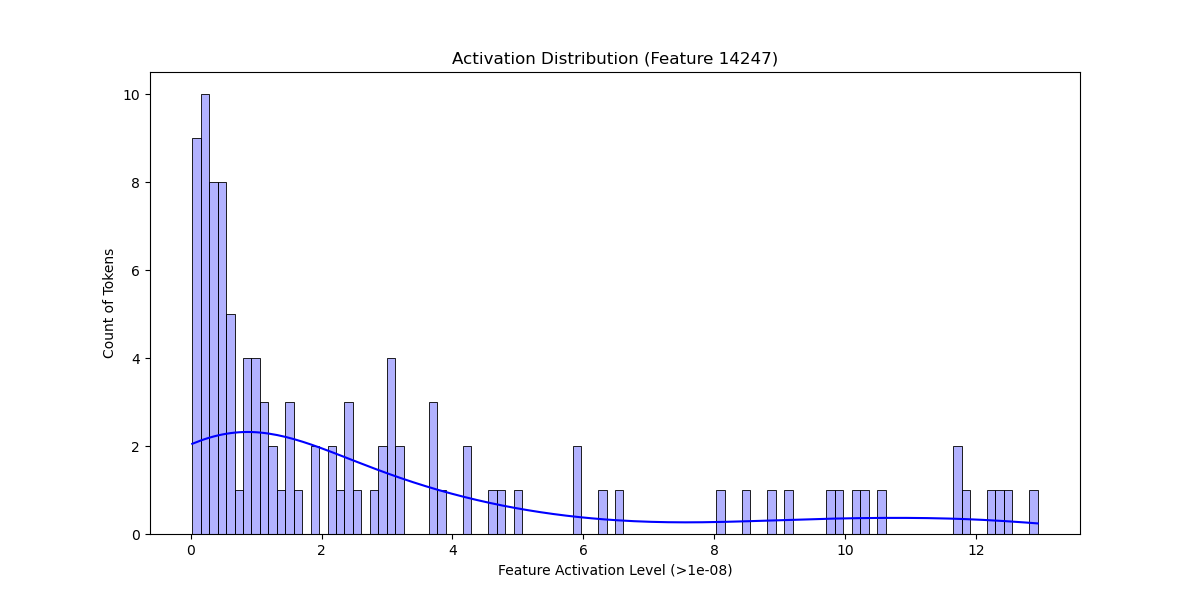 Activation Distribution (Feature 14247)
10
8
6
4
2
0
Count of Tokens
0 2 4 6 8 10 12
Feature Activation Level (>1e-08)